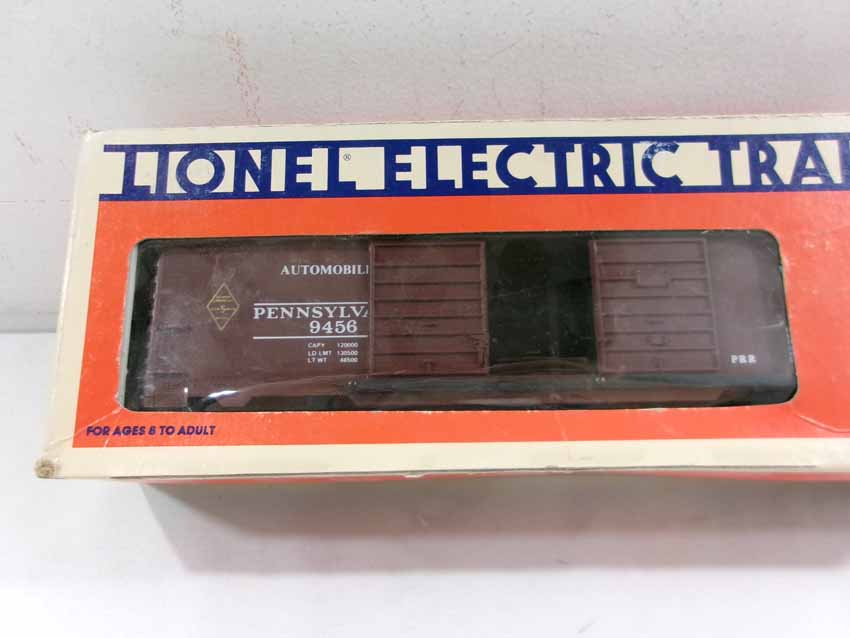 LIONEL® ELECTRIC TRAI
AUTOMOBIL
PENNSYLVA
9456
CAPY 120000
LD LMT 130500
LT WT 46500
PRR
FOR AGES 8 TO ADULT